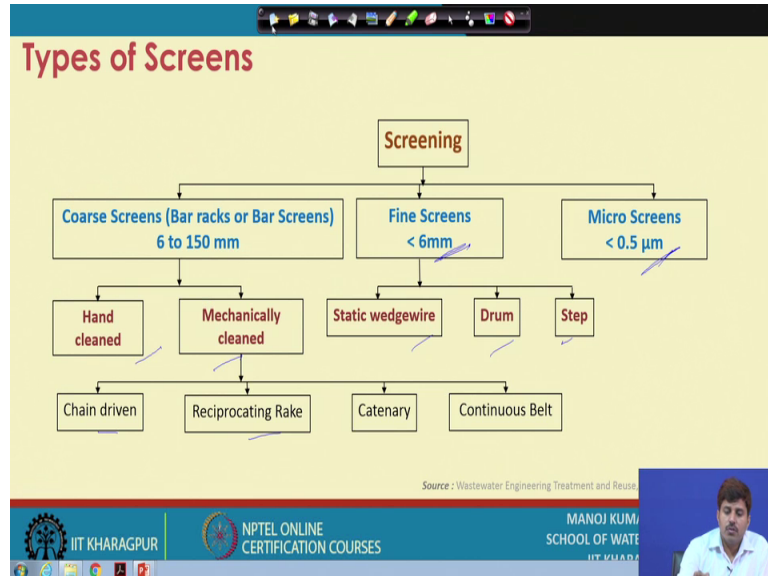 Types of Screens
Screening
Coarse Screens (Bar racks or Bar Screens)
6 to 150 mm
Fine Screens
< 6mm
Micro Screens
< 0.5 µm
Hand
cleaned
Mechanically
cleaned
Static wedgewire
Drum
Step
Chain driven
Reciprocating Rake
Catenary
Continuous Belt
Source : Wastewater Engineering Treatment and Reuse,
IIT KHARAGPUR
NPTEL ONLINE
CERTIFICATION COURSES
MANOJ KUMA
SCHOOL OF WATE
IIT KHARA